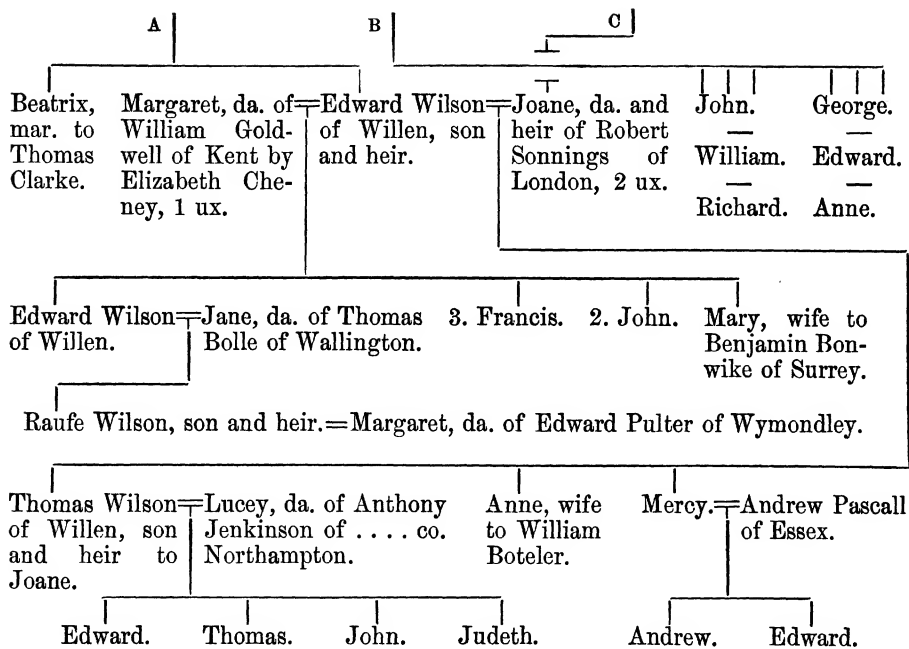 A B C
Beatrix, mar. to Thomas Clarke.
Margaret, da. of William Gold-
well of Kent by Elizabeth Che-
ney, 1 ux.
=Edward Wilson=
of Willen, son
and heir.
Joane, da. and
heir of Robert
Sonnings of
London, 2 ux.
John.
—
William.
—
Richard.
George.
—
Edward.
—
Anne.
Edward Wilson=Jane, da. of Thomas 3. Francis. 2. John. Mary, wife to
of Willen. Bolle of Wallington. Benjamin Bon-
wike of Surrey.
Raufe Wilson, son and heir.=Margaret, da. of Edward Pulter of Wymondley.
Thomas Wilson=Lucey, da. of Anthony Anne, wife Mercy.=Andrew Pascall
of Willen, son Jenkinson of .... co. to William of Essex.
and heir to Northampton. Boteler.
Joane.
Edward. Thomas. John. Judeth. Andrew. Edward.